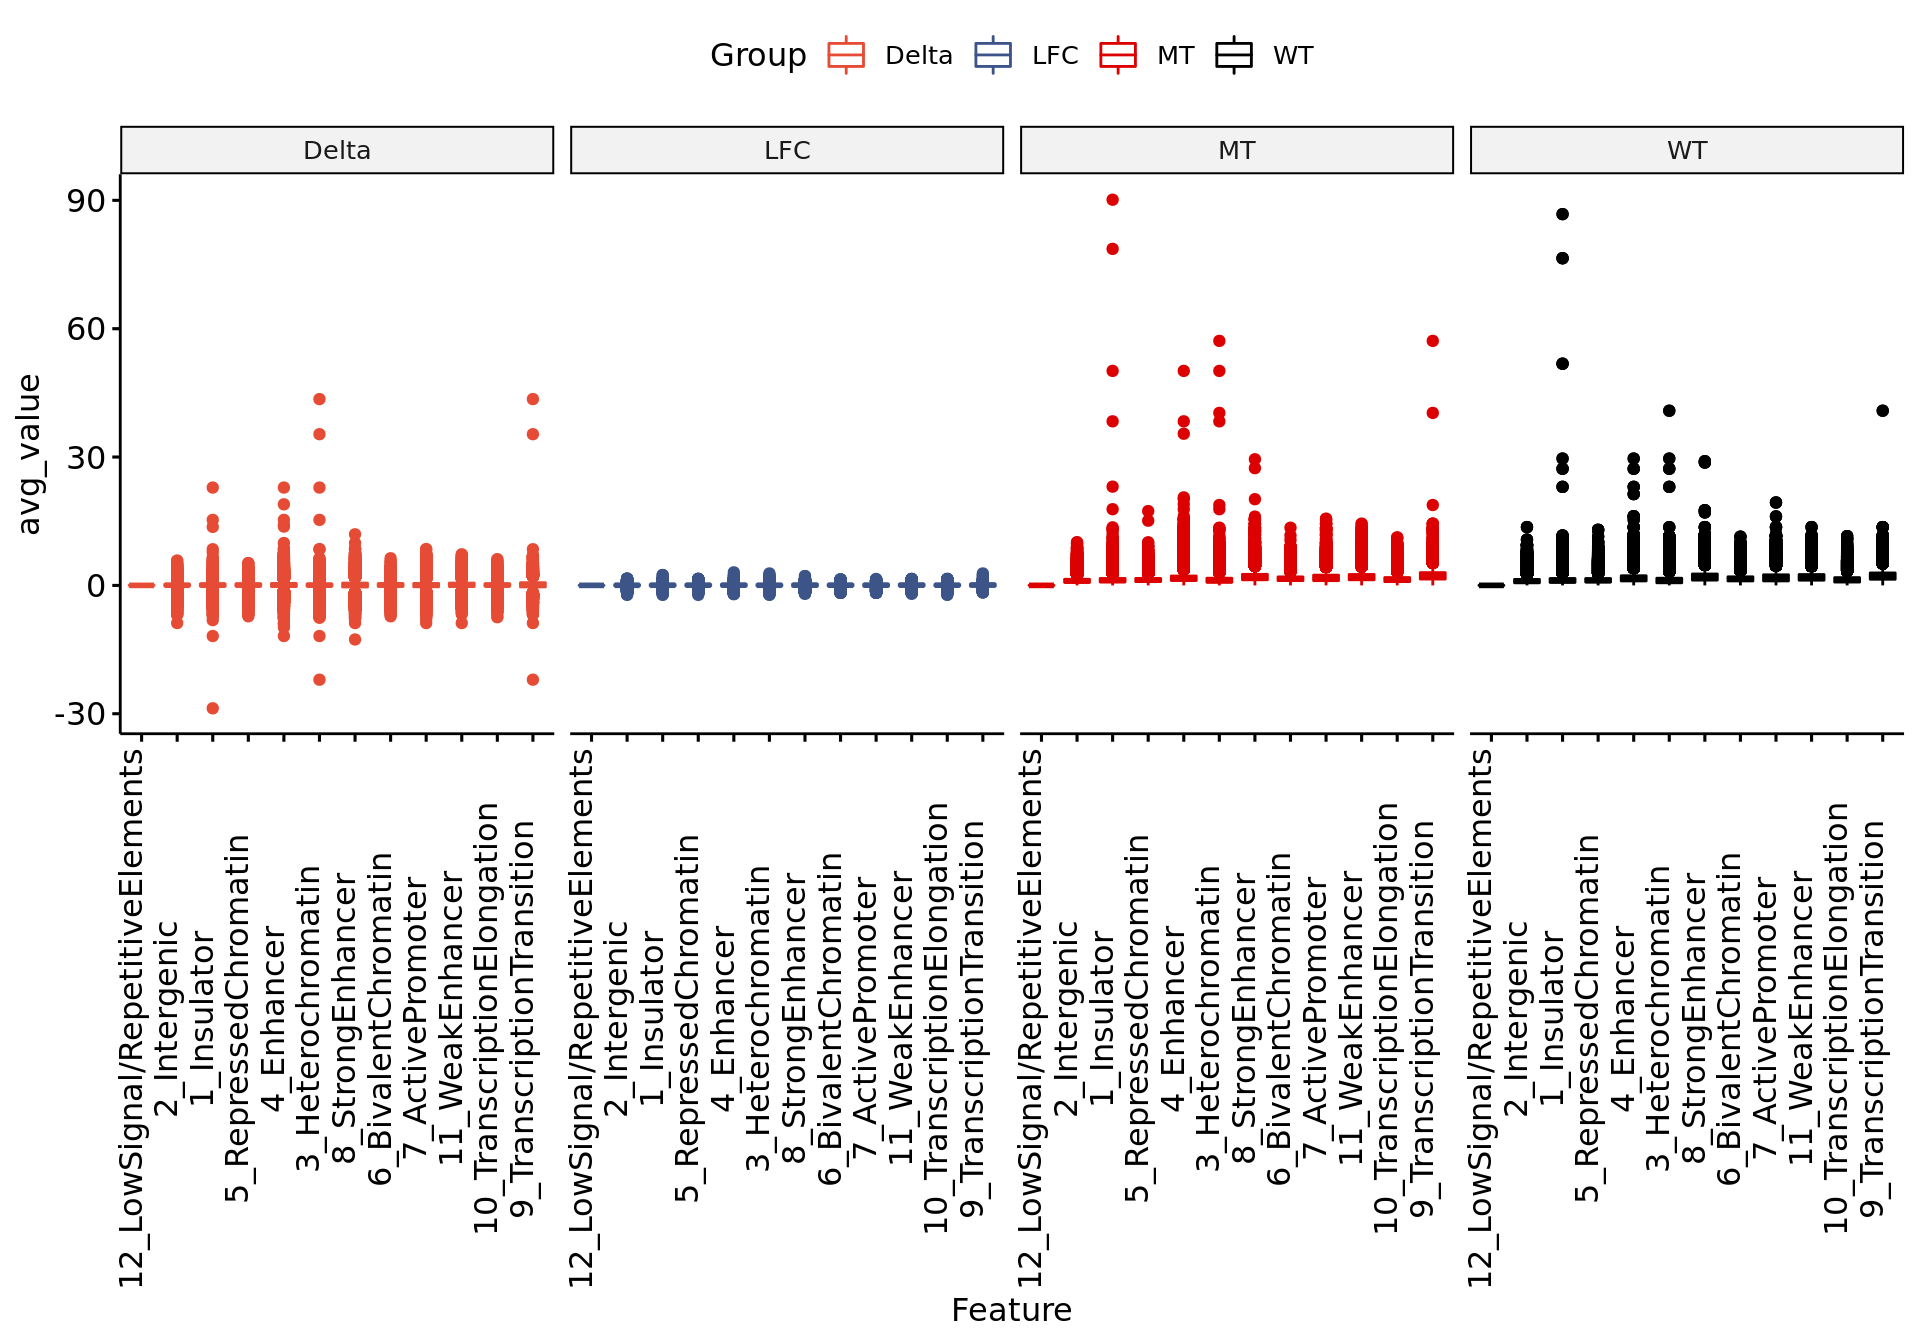 Group Delta LFC MT WT
Delta LFC MT WT
90
60
30
0
-30
avg_value
12_LowSignal/RepetitiveElements
2_Intergenic
1_Insulator
5_RepressedChromatin
4_Enhancer
3_Heterochromatin
8_StrongEnhancer
6_BivalentChromatin
7_ActivePromoter
11_WeakEnhancer
10_TranscriptionElongation
9_TranscriptionTransition
12_LowSignal/RepetitiveElements
2_Intergenic
1_Insulator
5_RepressedChromatin
4_Enhancer
3_Heterochromatin
8_StrongEnhancer
6_BivalentChromatin
7_ActivePromoter
11_WeakEnhancer
10_TranscriptionElongation
9_TranscriptionTransition
12_LowSignal/RepetitiveElements
2_Intergenic
1_Insulator
5_RepressedChromatin
4_Enhancer
3_Heterochromatin
8_StrongEnhancer
6_BivalentChromatin
7_ActivePromoter
11_WeakEnhancer
10_TranscriptionElongation
9_TranscriptionTransition
12_LowSignal/RepetitiveElements
2_Intergenic
1_Insulator
5_RepressedChromatin
4_Enhancer
3_Heterochromatin
8_StrongEnhancer
6_BivalentChromatin
7_ActivePromoter
11_WeakEnhancer
10_TranscriptionElongation
9_TranscriptionTransition
Feature